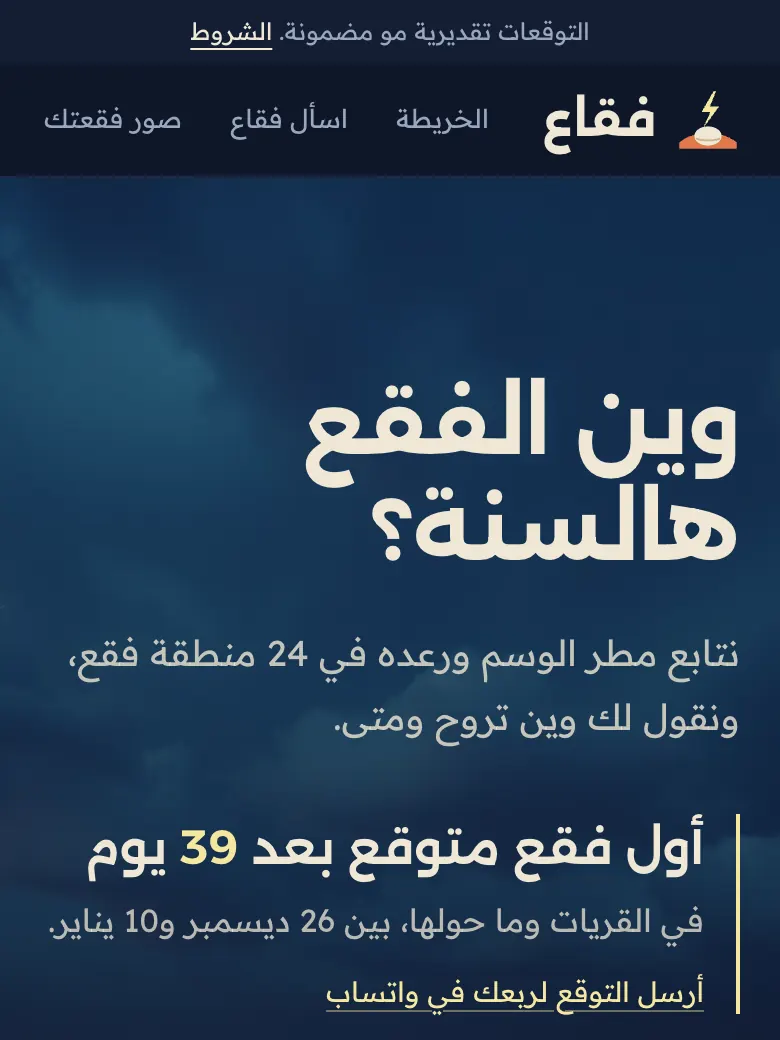 التوقعات تقديرية مو مضمونة. الشروط
فقاع
الخريطة
اسأل فقاع
صور فقعتك
وين الفقع
هالسنة؟
نتابع مطر الوسم ورعده في 24 منطقة فقع،
ونقول لك وين تروح ومتى.
أول فقع متوقع بعد 39 يوم
في القريات وما حولها، بين 26 ديسمبر و10 يناير.
أرسل التوقع لربعك في واتساب